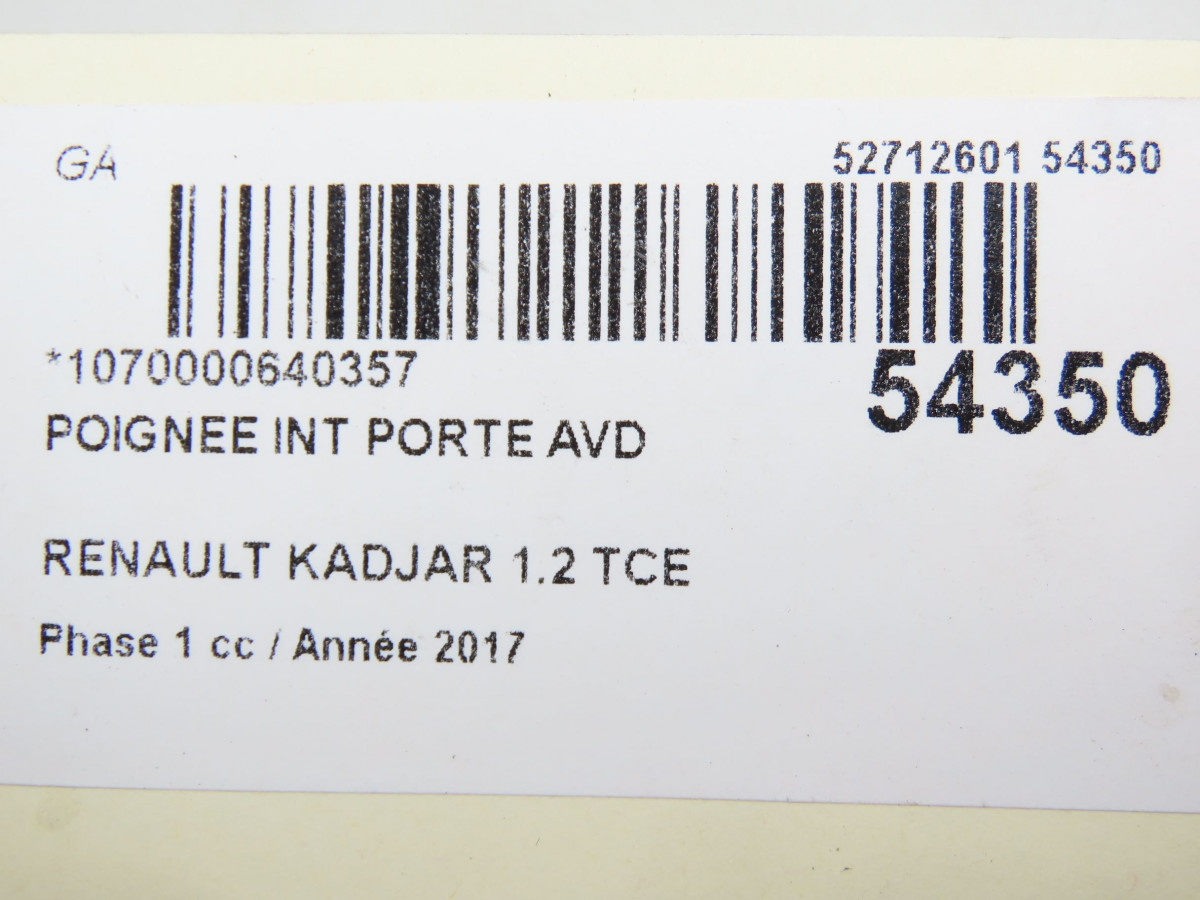 GA
52712601 54350
*1070000640357
54350
POIGNEE INT PORTE AVD
RENAULT KADJAR 1.2 TCE
Phase 1 cc / Année 2017